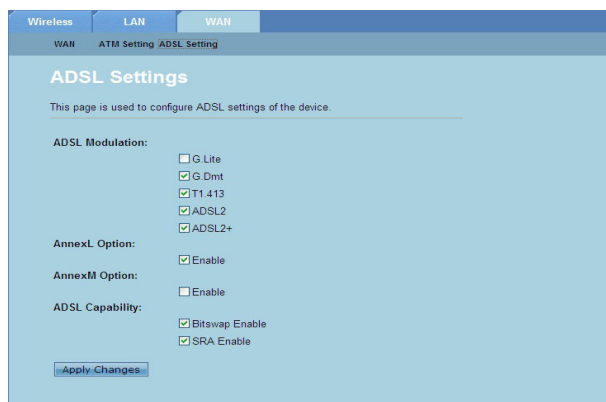 Wireless LAN WAN
WAN ATM Setting ADSL Setting
ADSL Settings
This page is used to configure ADSL settings of the device.
ADSL Modulation:
G.Lite
G.Dmt
T1.413
ADSL2
ADSL2+
AnnexL Option:
Enable
AnnexM Option:
Enable
ADSL Capability:
Bitswap Enable
SRA Enable
Apply Changes